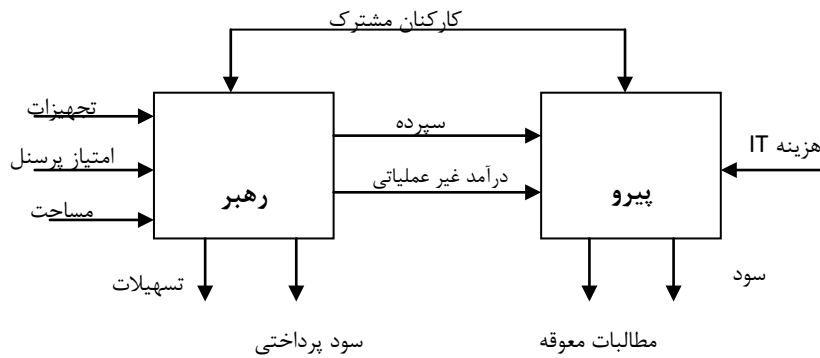 کارکنان مشترک
تجهیزات
امتیاز پرسنل
مساحت
رهبر
سپرده
درآمد غیر عملیاتی
پیرو
هزینه IT
تسهیلات
سود پرداختی
مطالبات معوقه
سود